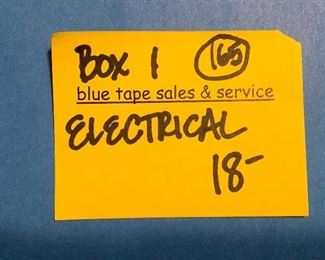 Box 1 165
blue tape sales & service
ELECTRICAL
18-